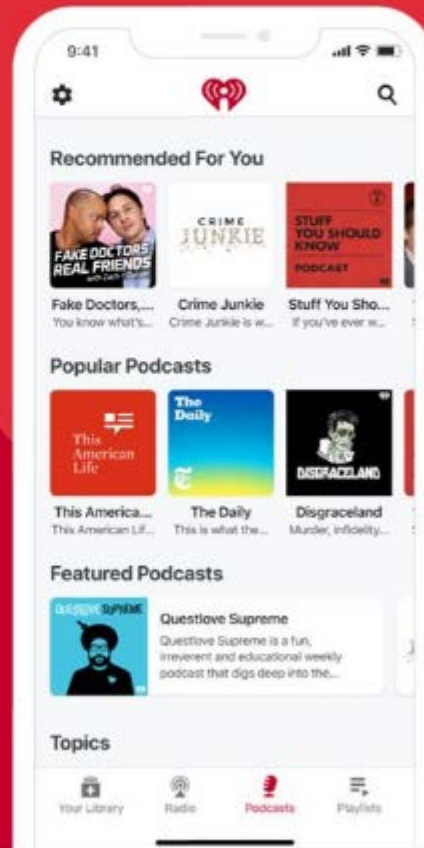 9:41
Recommended For You
FAKE DOCTORS
REAL FRIENDS
CRIME
JUNKIE
STUFF
YOU SHOULD
KNOW
PODCAST
Fake Doctors,...
Crime Junkie
Stuff You Sho...
You know what's...
Crime Junkie is w...
If you've ever w...
Popular Podcasts
This
American
Life
The
Daily
DISGRACELAND
This America...
The Daily
Disgraceland
This American Lif...
This is what the...
Murder, infidelity...
Featured Podcasts
QUESTLOVE SUPREME
Questlove Supreme
Questlove Supreme is a fun,
irreverent and educational weekly
podcast that digs deep into the...
Topics
Your Library
Radio
Podcasts
Playlists